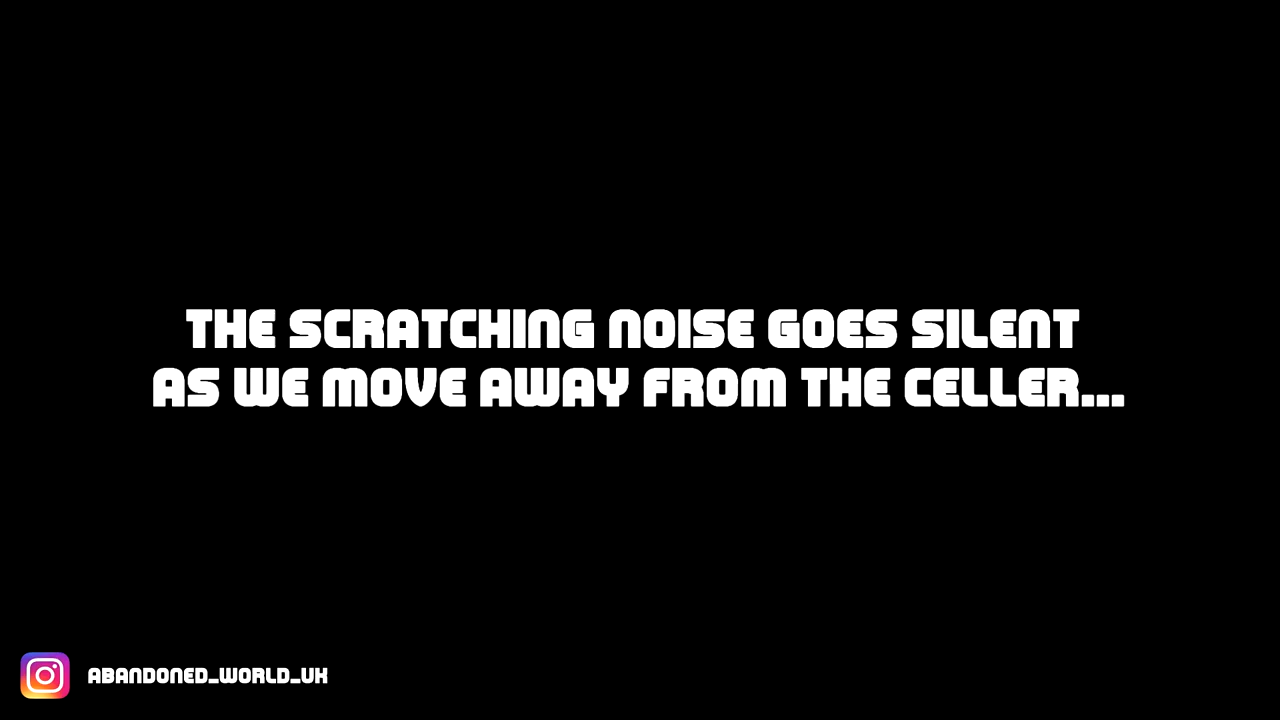 THE SCRATCHING NOISE GOES SILENT
AS WE MOVE AWAY FROM THE CELLER...
ABANDONED_WORLD_UK